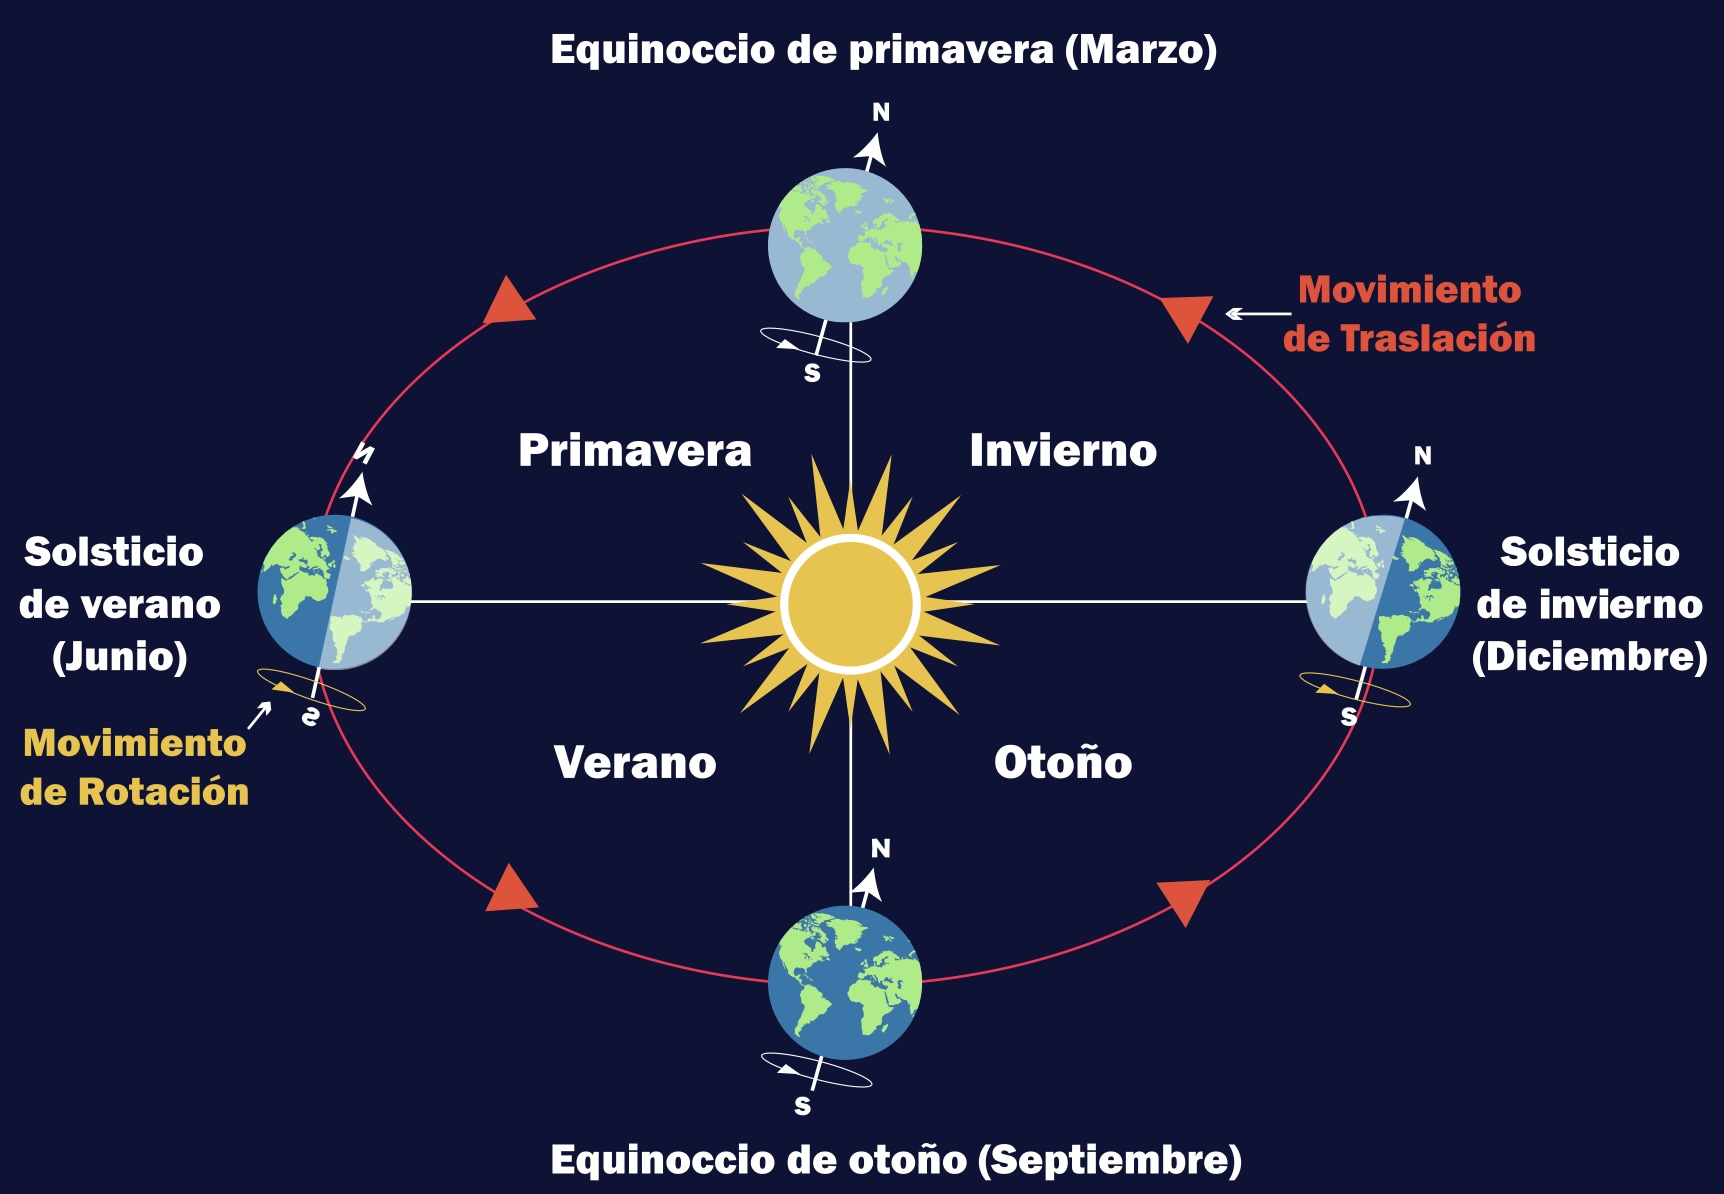 Equinoccio de primavera (Marzo)
N
S
Movimiento
de Traslación
Primavera
Invierno
N
S
Solsticio
de verano
(Junio)
Movimiento
de Rotación
N
S
Solsticio
de invierno
(Diciembre)
Verano
Otoño
N
S
Equinoccio de otoño (Septiembre)